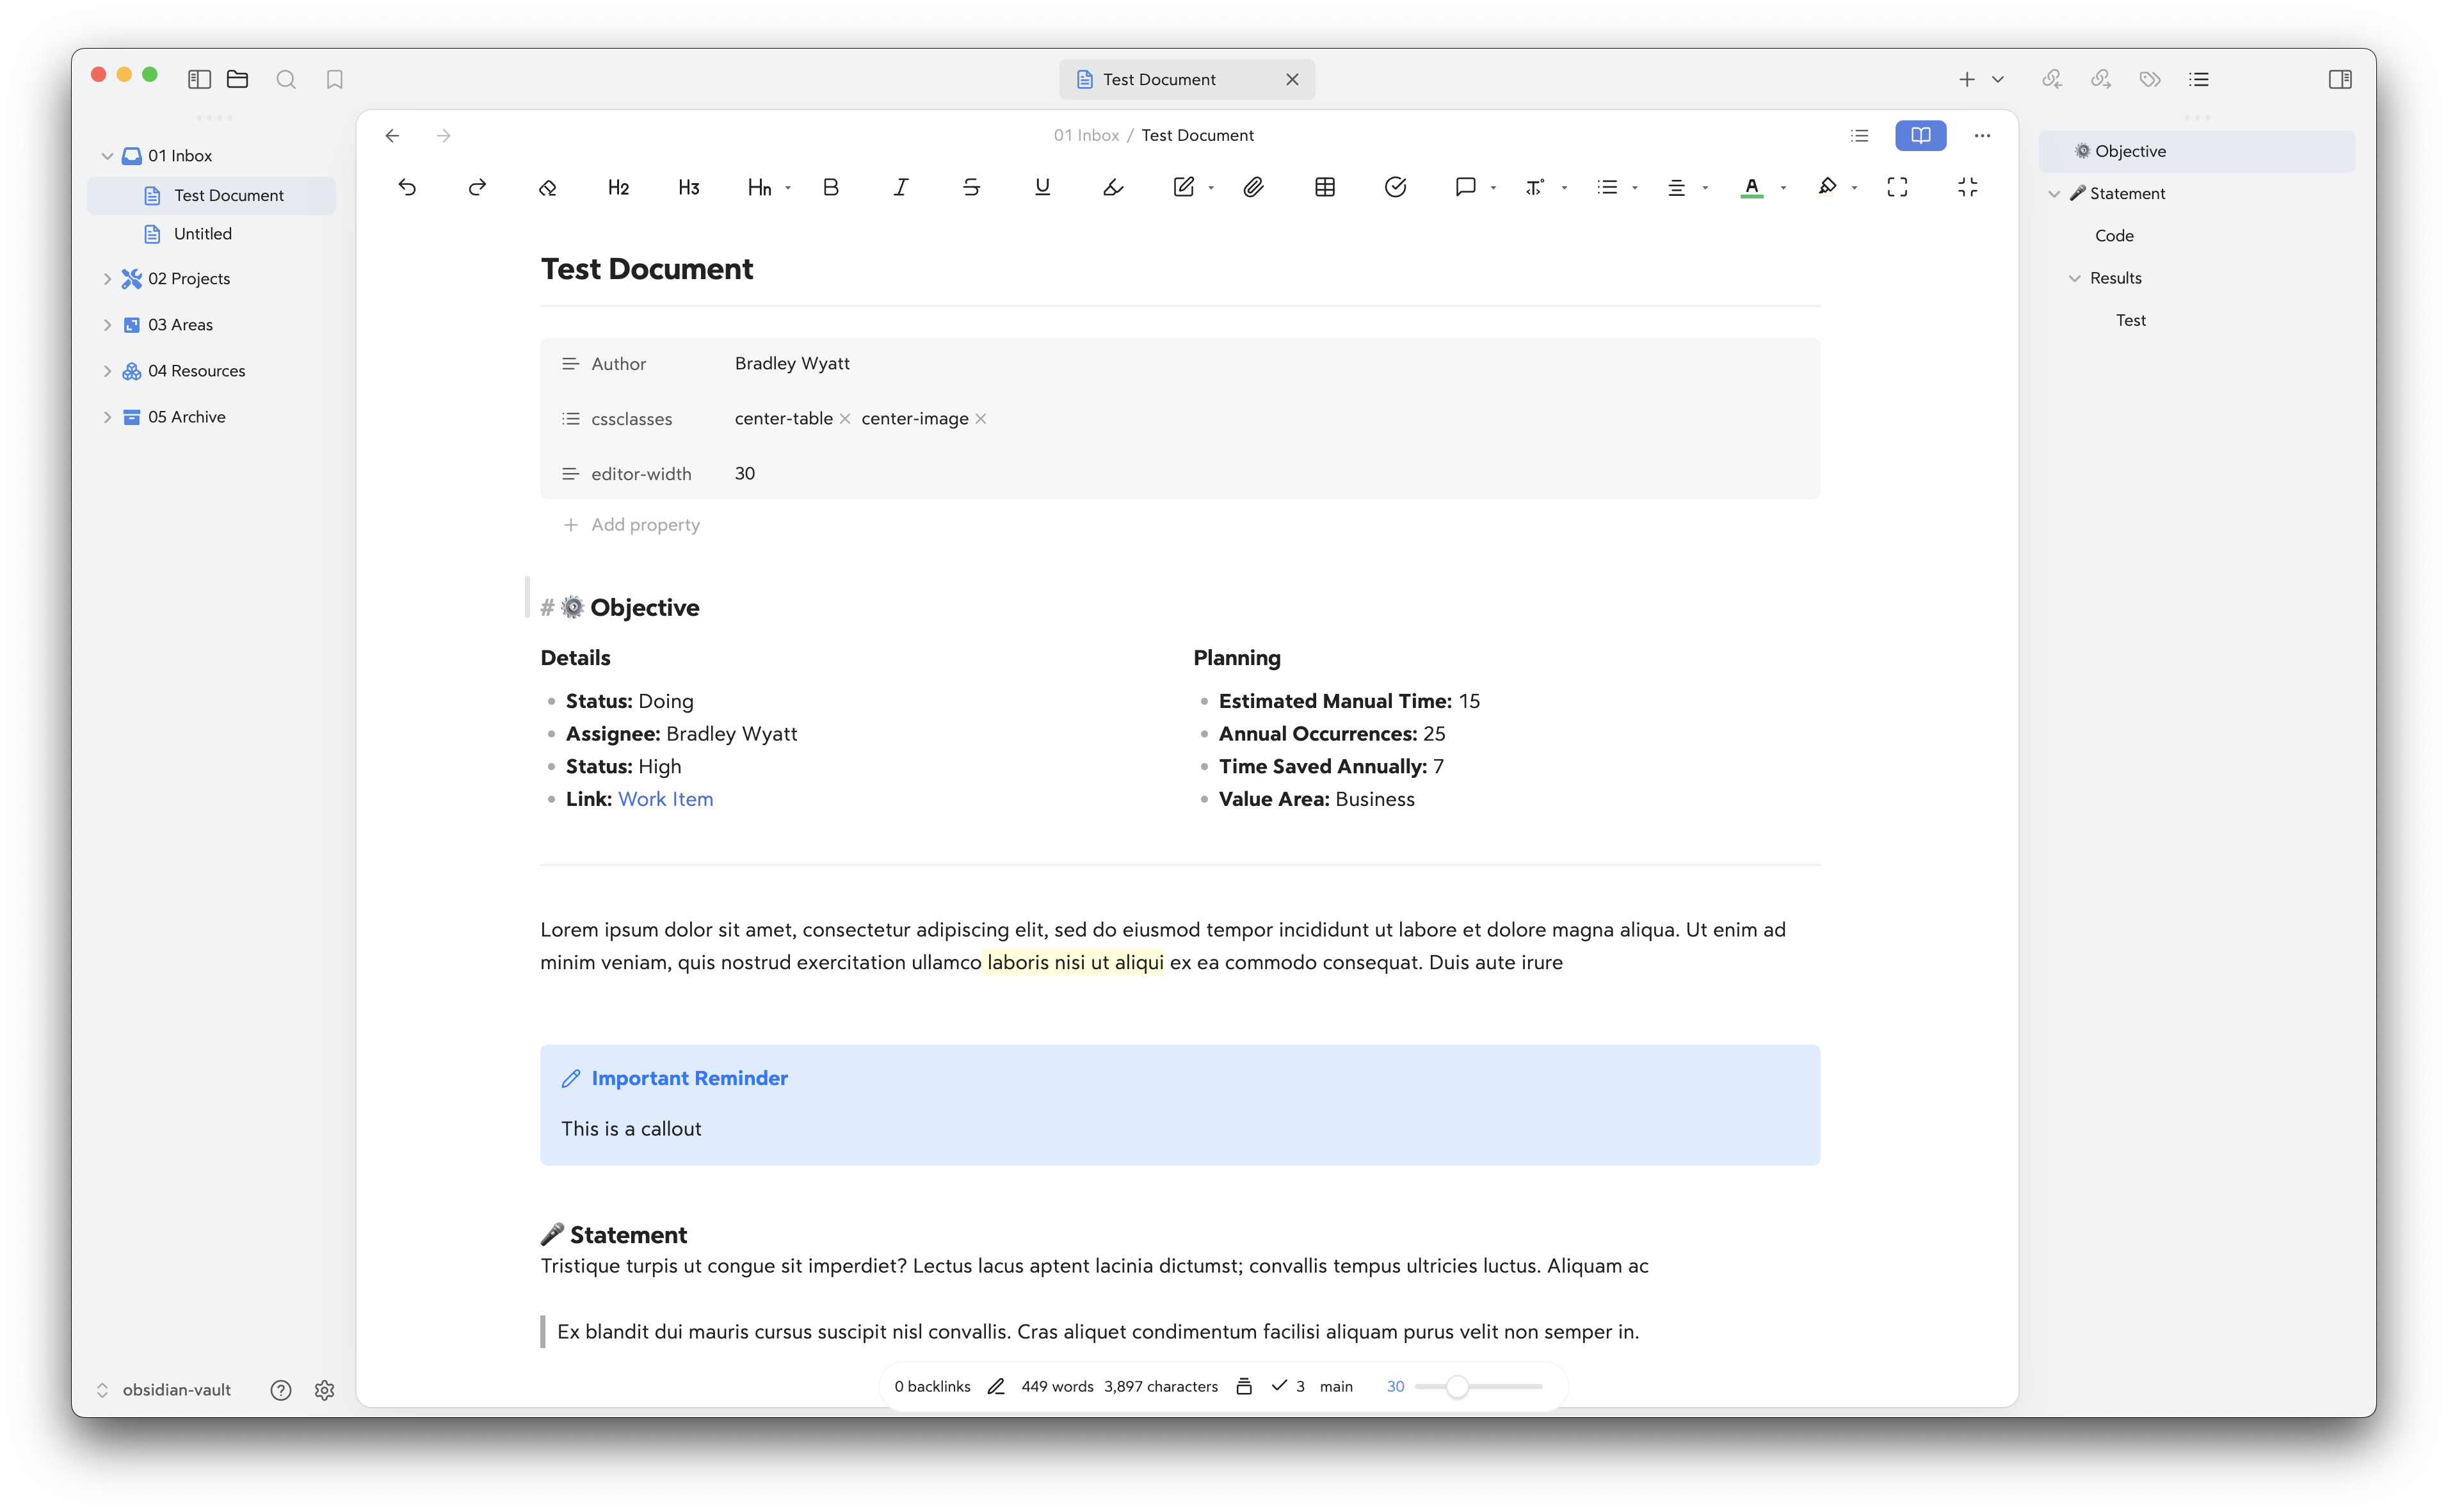 Test Document
01 Inbox
Test Document
Untitled
02 Projects
03 Areas
04 Resources
05 Archive
obsidian-vault
01 Inbox / Test Document
H2 H3 Hn B I S U A
Test Document
Author Bradley Wyatt
cssclasses center-table × center-image ×
editor-width 30
+ Add property
# ⚙️ Objective
Details
• Status: Doing
• Assignee: Bradley Wyatt
• Status: High
• Link: Work Item
Planning
• Estimated Manual Time: 15
• Annual Occurrences: 25
• Time Saved Annually: 7
• Value Area: Business
Lorem ipsum dolor sit amet, consectetur adipiscing elit, sed do eiusmod tempor incididunt ut labore et dolore magna aliqua. Ut enim ad
minim veniam, quis nostrud exercitation ullamco laboris nisi ut aliqui ex ea commodo consequat. Duis aute irure
Important Reminder
This is a callout
🎤 Statement
Tristique turpis ut congue sit imperdiet? Lectus lacus aptent lacinia dictumst; convallis tempus ultricies luctus. Aliquam ac
Ex blandit dui mauris cursus suscipit nisl convallis. Cras aliquet condimentum facilisi aliquam purus velit non semper in.
0 backlinks 449 words 3,897 characters 3 main 30
⚙️ Objective
🎤 Statement
Code
Results
Test